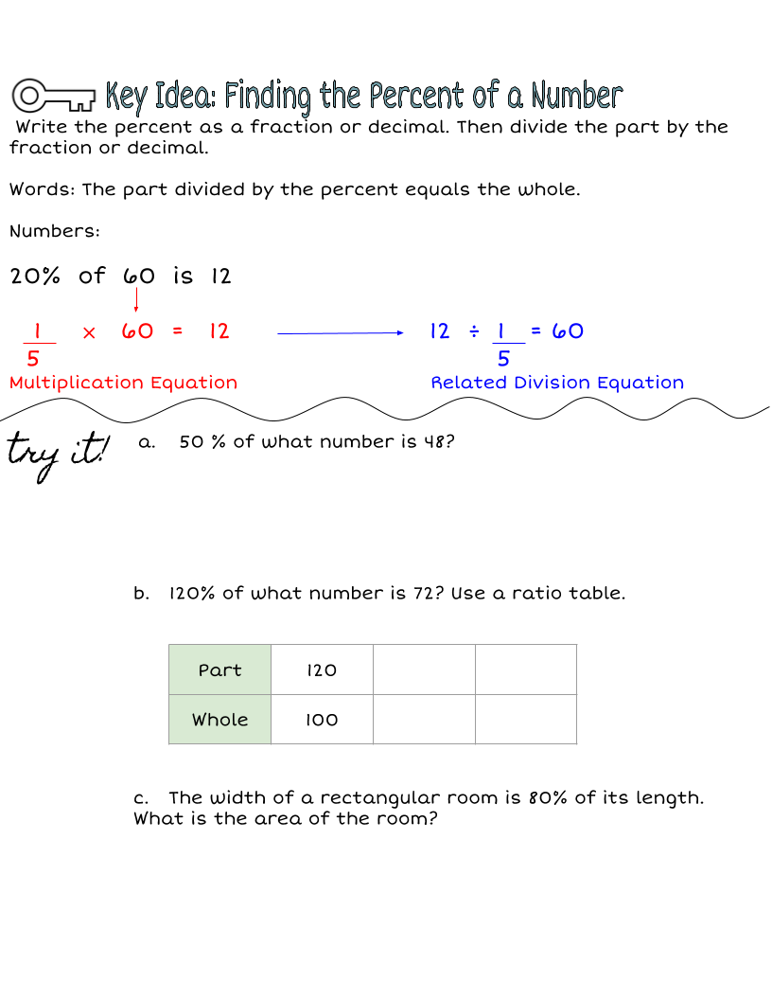 Key Idea: Finding the Percent of a Number
Write the percent as a fraction or decimal. Then divide the part by the
fraction or decimal.
Words: The part divided by the percent equals the whole.
Numbers:
20% of 60 is 12
1/5 × 60 = 12
12 ÷ 1/5 = 60
Multiplication Equation
Related Division Equation
try it!
a. 50 % of what number is 48?
b. 120% of what number is 72? Use a ratio table.
Part 120
Whole 100
c. The width of a rectangular room is 80% of its length.
What is the area of the room?